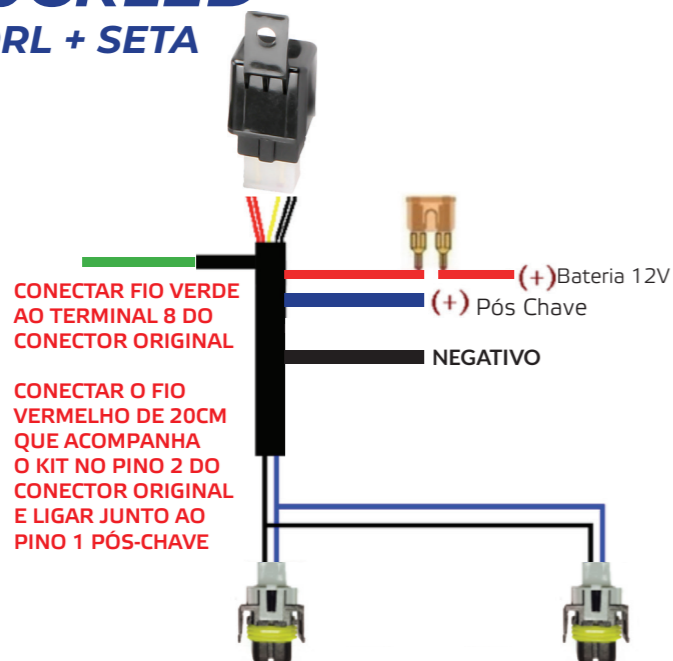 RL + SETA
(+)Bateria 12V
(+) Pós Chave
NEGATIVO
CONECTAR FIO VERDE
AO TERMINAL 8 DO
CONECTOR ORIGINAL
CONECTAR O FIO
VERMELHO DE 20CM
QUE ACOMPANHA
O KIT NO PINO 2 DO
CONECTOR ORIGINAL
E LIGAR JUNTO AO
PINO 1 PÓS-CHAVE